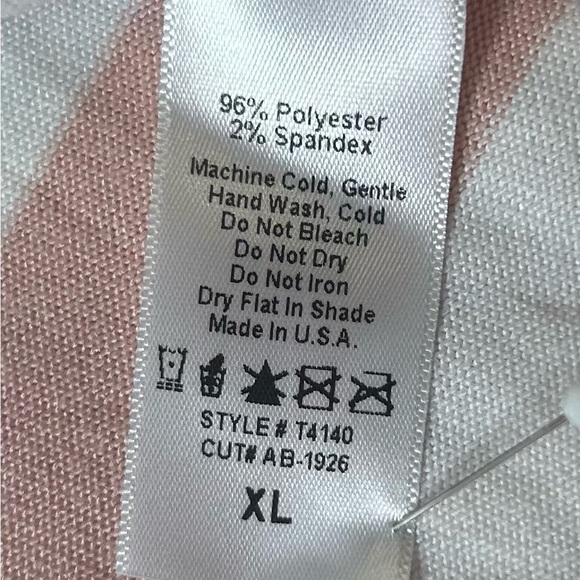 96% Polyester
2% Spandex
Machine Cold, Gentle
Hand Wash, Cold
Do Not Bleach
Do Not Dry
Do Not Iron
Dry Flat In Shade
Made In U.S.A.
STYLE# T4140
CUT# AB-1926
XL